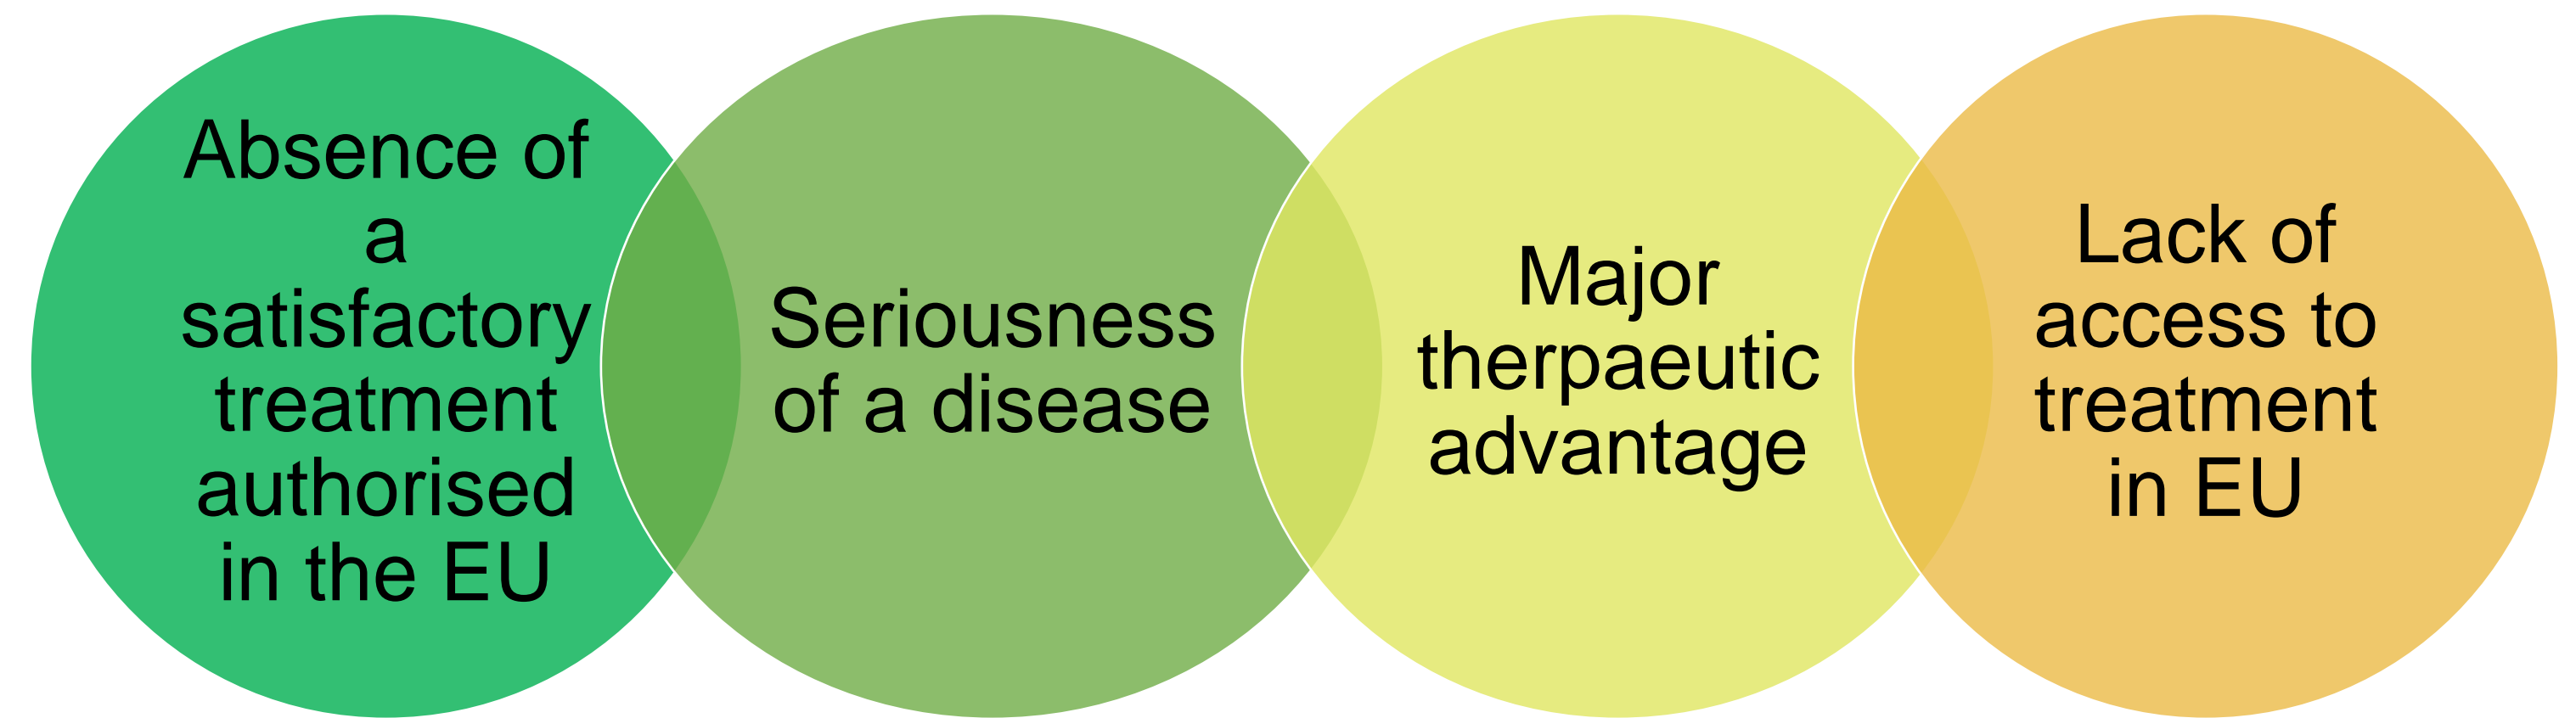 Absence of
a
satisfactory
treatment
authorised
in the EU
Seriousness
of a disease
Major
therpaeutic
advantage
Lack of
access to
treatment
in EU